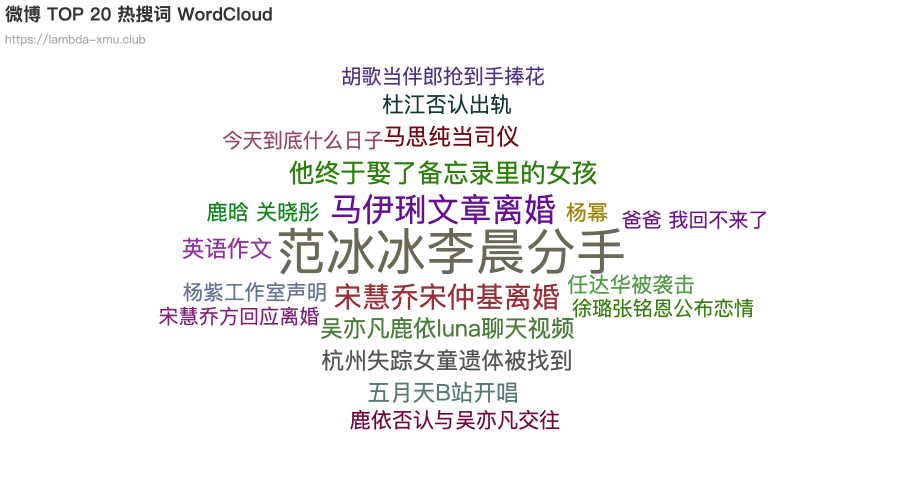 微博 TOP 20 热搜词 WordCloud
https://lambda-xmu.club
胡歌当伴郎抢到手捧花
杜江否认出轨
今天到底什么日子
马思纯当司仪
他终于娶了备忘录里的女孩
鹿晗 关晓彤
马伊琍文章离婚
杨幂
爸爸 我回不来了
英语作文
范冰冰李晨分手
任达华被袭击
杨紫工作室声明
宋慧乔宋仲基离婚
徐璐张铭恩公布恋情
宋慧乔方回应离婚
吴亦凡鹿依luna聊天视频
杭州失踪女童遗体被找到
五月天B站开唱
鹿依否认与吴亦凡交往